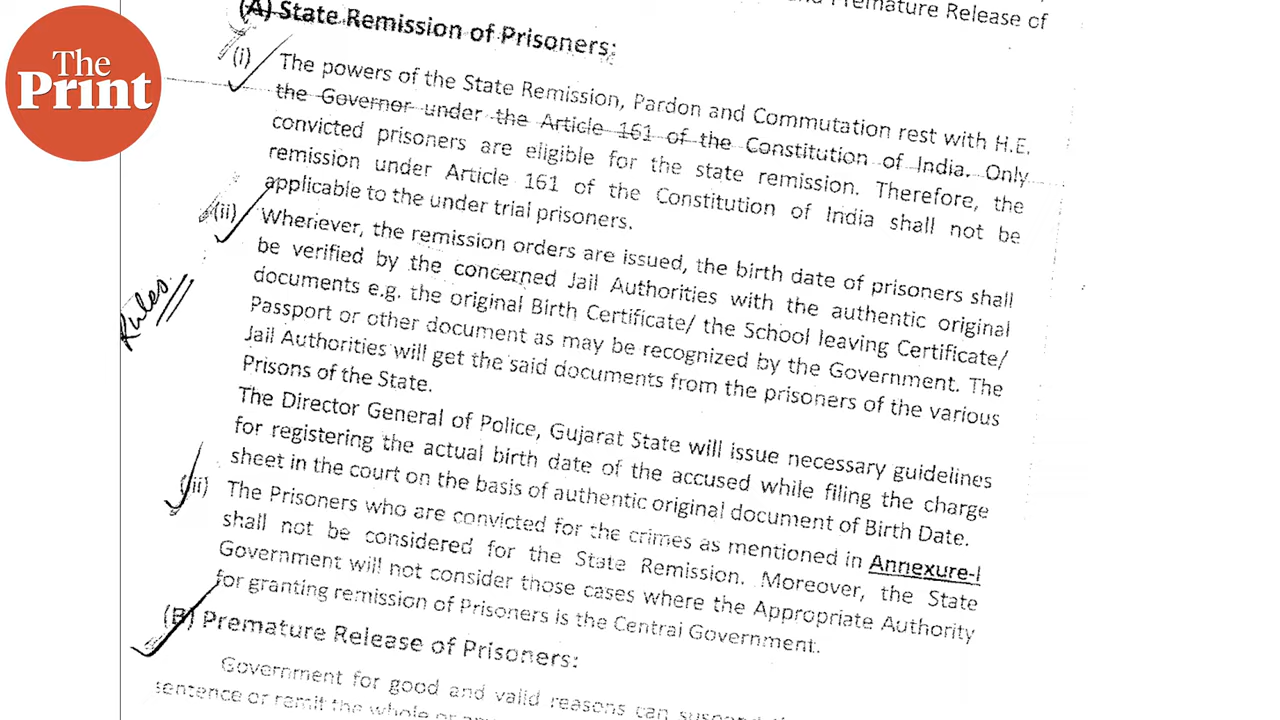 The
Print
and Premature Release of
(A) State Remission of Prisoners:
(i) The powers of the State Remission, Pardon and Commutation rest with H.E.
the Governor under the Article 161 of the Constitution of India. Only
convicted prisoners are eligible for the state remission. Therefore, the
remission under Article 161 of the Constitution of India shall not be
applicable to the under trial prisoners.
(ii) Whenever, the remission orders are issued, the birth date of prisoners shall
be verified by the concerned Jail Authorities with the authentic original
documents e.g. the original Birth Certificate/ the School leaving Certificate/
Passport or other document as may be recognized by the Government. The
Jail Authorities will get the said documents from the prisoners of the various
Prisons of the State.
Rules
The Director General of Police, Gujarat State will issue necessary guidelines
for registering the actual birth date of the accused while filing the charge
sheet in the court on the basis of authentic original document of Birth Date.
(iii) The Prisoners who are convicted for the crimes as mentioned in Annexure-I
shall not be considered for the State Remission. Moreover, the State
Government will not consider those cases where the Appropriate Authority
for granting remission of Prisoners is the Central Government.
(B) Premature Release of Prisoners:
Government for good and valid reasons can suspend
sentence or remit the whole or